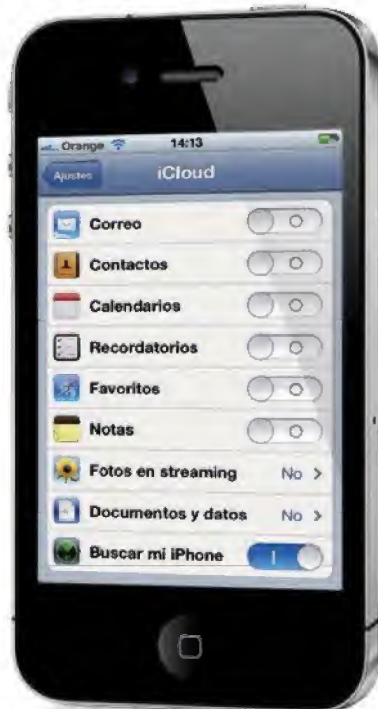 Orange 14:13
Ajustes iCloud
Correo
Contactos
Calendarios
Recordatorios
Favoritos
Notas
Fotos en streaming No
Documentos y datos No
Buscar mi iPhone